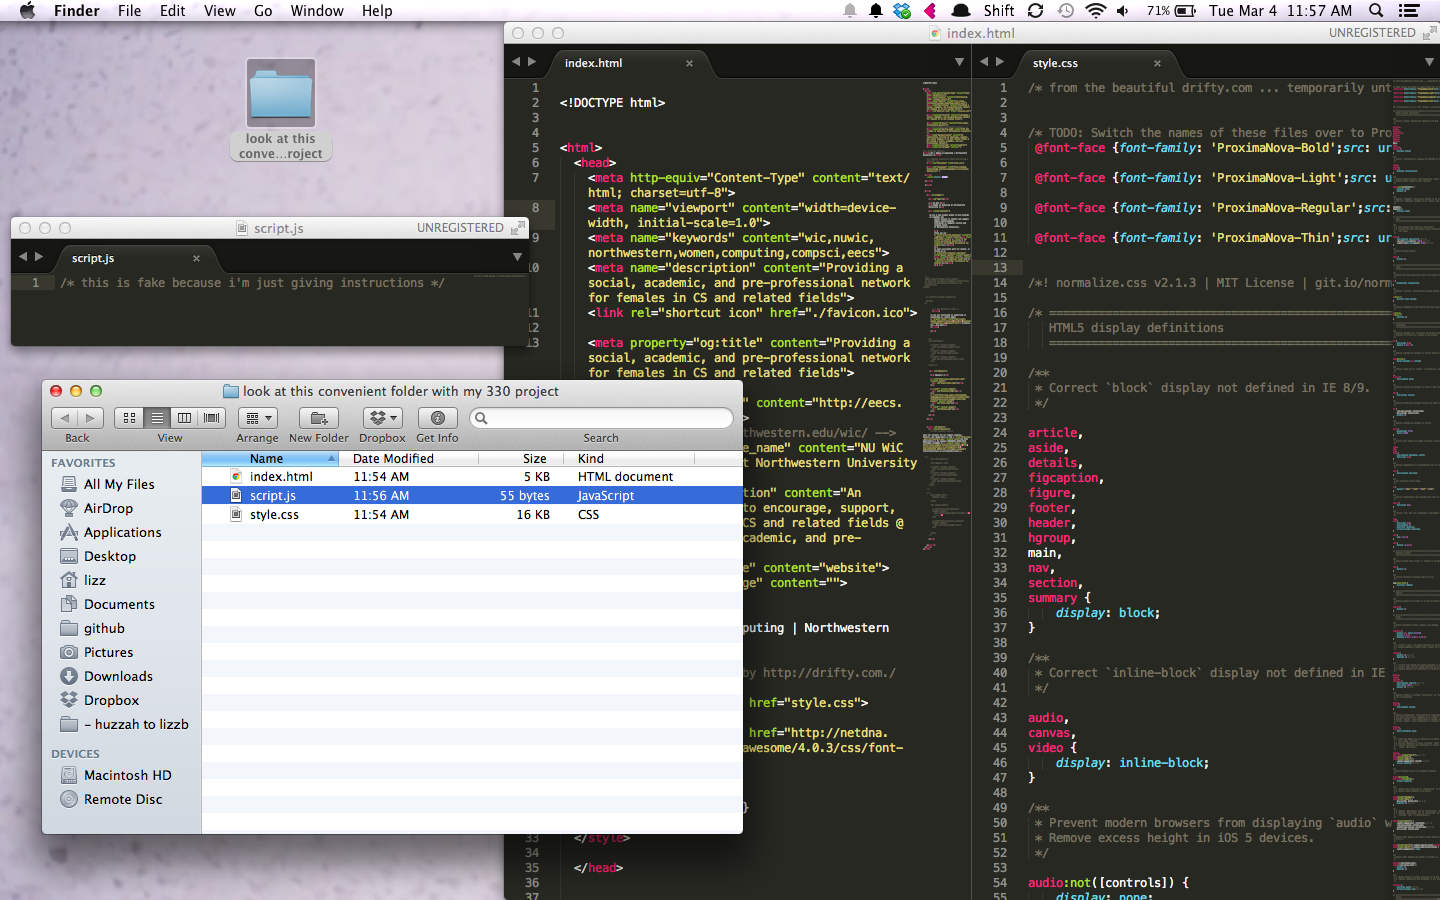 Finder File Edit View Go Window Help
Shift 71% Tue Mar 4 11:57 AM
look at this
conve...roject
script.js
UNREGISTERED
script.js
1 /* this is fake because i'm just giving instructions */
look at this convenient folder with my 330 project
Back View Arrange New Folder Dropbox Get Info Search
FAVORITES
All My Files
AirDrop
Applications
Desktop
lizz
Documents
github
Pictures
Downloads
Dropbox
- huzzah to lizzb
DEVICES
Macintosh HD
Remote Disc
Name Date Modified Size Kind
index.html 11:54 AM 5 KB HTML document
script.js 11:56 AM 55 bytes JavaScript
style.css 11:54 AM 16 KB CSS
index.html
UNREGISTERED
index.html
1
2 <!DOCTYPE html>
3
4
5 <html>
6 <head>
7 <meta http-equiv="Content-Type" content="text/
html; charset=utf-8">
8 <meta name="viewport" content="width=device-
width, initial-scale=1.0">
9 <meta name="keywords" content="wic,nuwic,
northwestern,women,computing,compsci,eecs">
10 <meta name="description" content="Providing a
social, academic, and pre-professional network
for females in CS and related fields">
11 <link rel="shortcut icon" href="./favicon.ico">
12
13 <meta property="og:title" content="Providing a
social, academic, and pre-professional network
for females in CS and related fields">
" content="http://eecs.
>
hwestern.edu/wic/ -->
e_name" content="NU WiC
t Northwestern University
tion" content="An
to encourage, support,
CS and related fields @
cademic, and pre-
e" content="website">
ge" content="">
puting | Northwestern
by http://drifty.com./
href="style.css">
href="http://netdna.
awesome/4.0.3/css/font-
}
33 </style>
34
35 </head>
36
37
style.css
1 /* from the beautiful drifty.com ... temporarily unt
2
3
4 /* TODO: Switch the names of these files over to Pro
5 @font-face {font-family: 'ProximaNova-Bold';src: ur
6
7 @font-face {font-family: 'ProximaNova-Light';src: u
8
9 @font-face {font-family: 'ProximaNova-Regular';src:
10
11 @font-face {font-family: 'ProximaNova-Thin';src: ur
12
13
14 /*! normalize.css v2.1.3 | MIT License | git.io/norm
15
16 /* =================================================
17 HTML5 display definitions
18 =================================================
19
20 /**
21 * Correct `block` display not defined in IE 8/9.
22 */
23
24 article,
25 aside,
26 details,
27 figcaption,
28 figure,
29 footer,
30 header,
31 hgroup,
32 main,
33 nav,
34 section,
35 summary {
36 display: block;
37 }
38
39 /**
40 * Correct `inline-block` display not defined in IE
41 */
42
43 audio,
44 canvas,
45 video {
46 display: inline-block;
47 }
48
49 /**
50 * Prevent modern browsers from displaying `audio` w
51 * Remove excess height in iOS 5 devices.
52 */
53
54 audio:not([controls]) {
55 display: none;